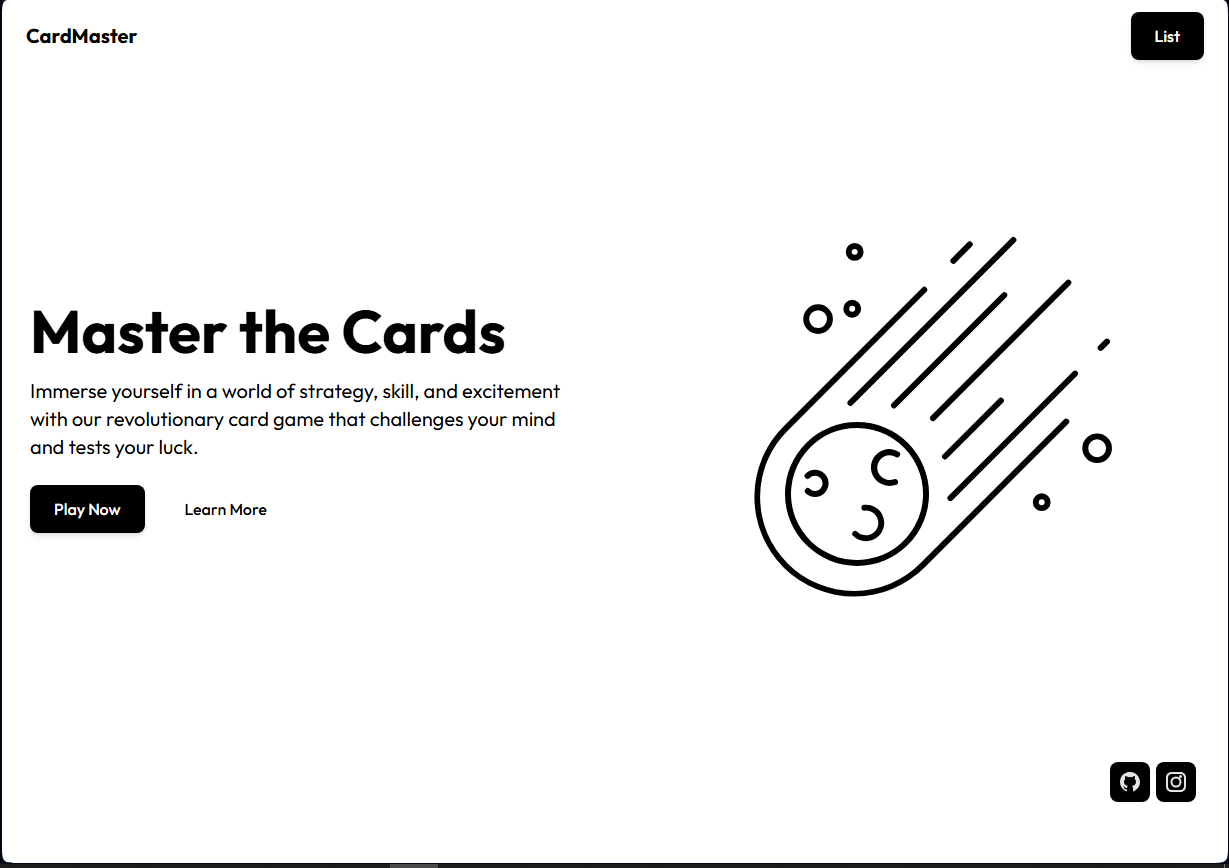 CardMaster
List
Master the Cards
Immerse yourself in a world of strategy, skill, and excitement
with our revolutionary card game that challenges your mind
and tests your luck.
Play Now
Learn More